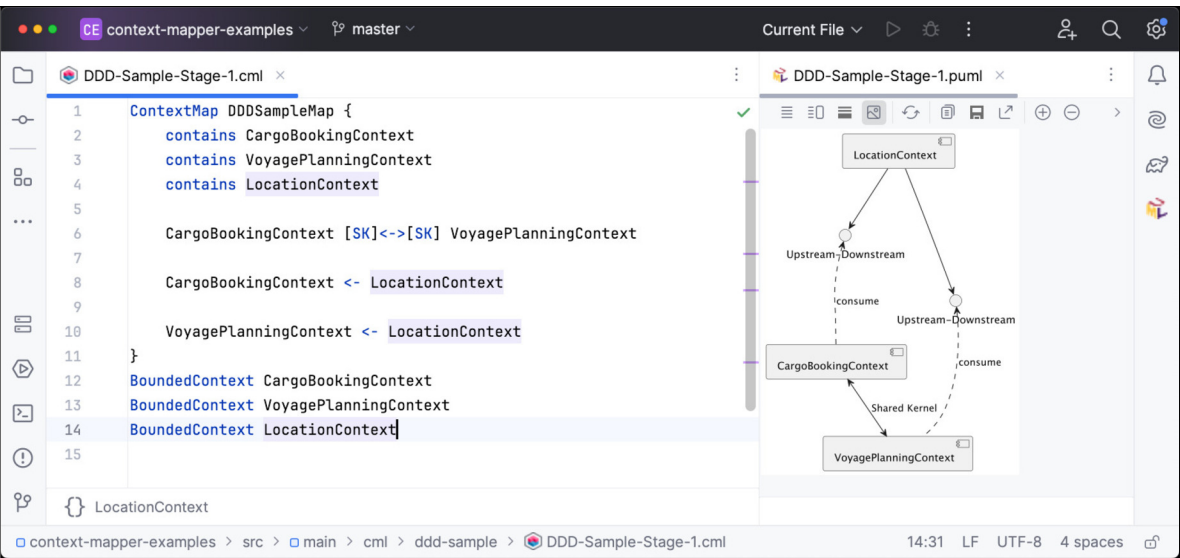 CE context-mapper-examples master Current File
DDD-Sample-Stage-1.cml DDD-Sample-Stage-1.puml
1 ContextMap DDDSampleMap {
2 contains CargoBookingContext
3 contains VoyagePlanningContext
4 contains LocationContext
5
6 CargoBookingContext [SK]<->[SK] VoyagePlanningContext
7
8 CargoBookingContext <- LocationContext
9
10 VoyagePlanningContext <- LocationContext
11 }
12 BoundedContext CargoBookingContext
13 BoundedContext VoyagePlanningContext
14 BoundedContext LocationContext
15
LocationContext
Upstream-Downstream
consume
Upstream-Downstream
CargoBookingContext
consume
Shared Kernel
VoyagePlanningContext
{} LocationContext
context-mapper-examples > src > main > cml > ddd-sample > DDD-Sample-Stage-1.cml 14:31 LF UTF-8 4 spaces